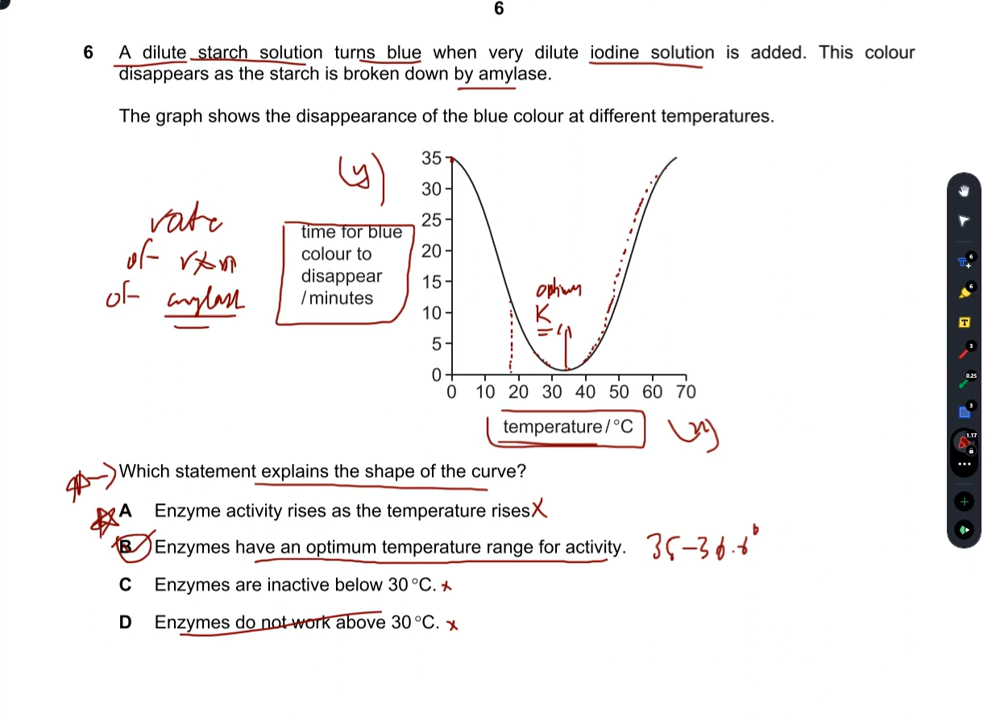 6
6 A dilute starch solution turns blue when very dilute iodine solution is added. This colour
disappears as the starch is broken down by amylase.
The graph shows the disappearance of the blue colour at different temperatures.
(y)
rate
of rxn
of amylase
time for blue
colour to
disappear
/ minutes
35
30
25
20
15
10
5
0
optimum
0 10 20 30 40 50 60 70
temperature / °C
(x)
Which statement explains the shape of the curve?
A Enzyme activity rises as the temperature rises X
B Enzymes have an optimum temperature range for activity. 35-36.6°
C Enzymes are inactive below 30 °C. x
D Enzymes do not work above 30 °C. x